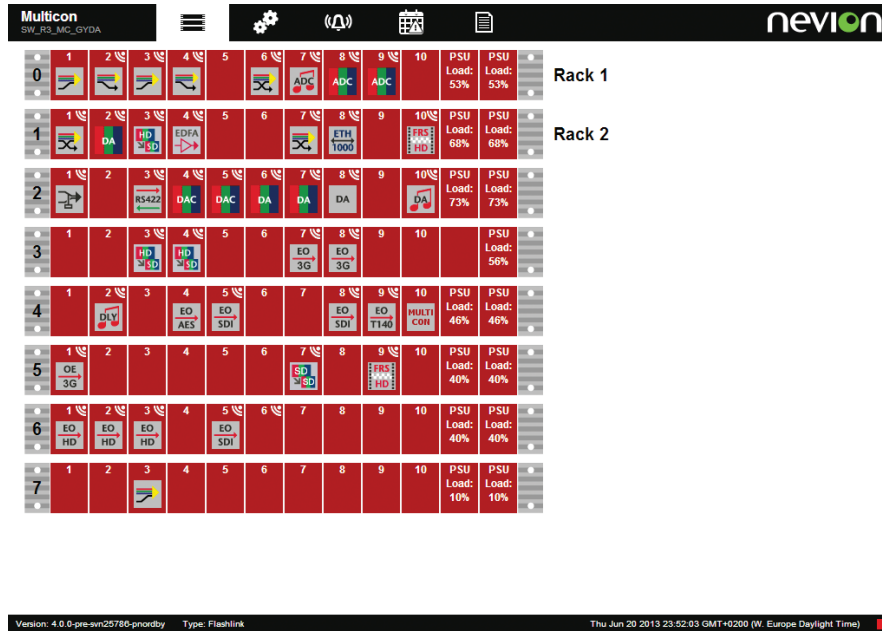 Multicon
SW_R3_MC_GYDA
nevion
0 1 2 3 4 5 6 7 8 9 10 PSU Load: 53% PSU Load: 53% Rack 1
ADC ADC ADC
1 1 2 3 4 5 6 7 8 9 10 PSU Load: 68% PSU Load: 68% Rack 2
DA HD SD EDFA ETH 1000 FRS HD
2 1 2 3 4 5 6 7 8 9 10 PSU Load: 73% PSU Load: 73%
RS422 DAC DAC DA DA DA DA
3 1 2 3 4 5 6 7 8 9 10 PSU Load: 56%
HD SD HD SD EO 3G EO 3G
4 1 2 3 4 5 6 7 8 9 10 PSU Load: 46% PSU Load: 46%
DLY EO AES EO SDI EO SDI EO T140 MULTI CON
5 1 2 3 4 5 6 7 8 9 10 PSU Load: 40% PSU Load: 40%
OE 3G SD SD FRS HD
6 1 2 3 4 5 6 7 8 9 10 PSU Load: 40% PSU Load: 40%
EO HD EO HD EO HD EO SDI
7 1 2 3 4 5 6 7 8 9 10 PSU Load: 10% PSU Load: 10%
Version: 4.0.0-pre-svn25786-pnordby Type: Flashlink Thu Jun 20 2013 23:52:03 GMT+0200 (W. Europe Daylight Time)